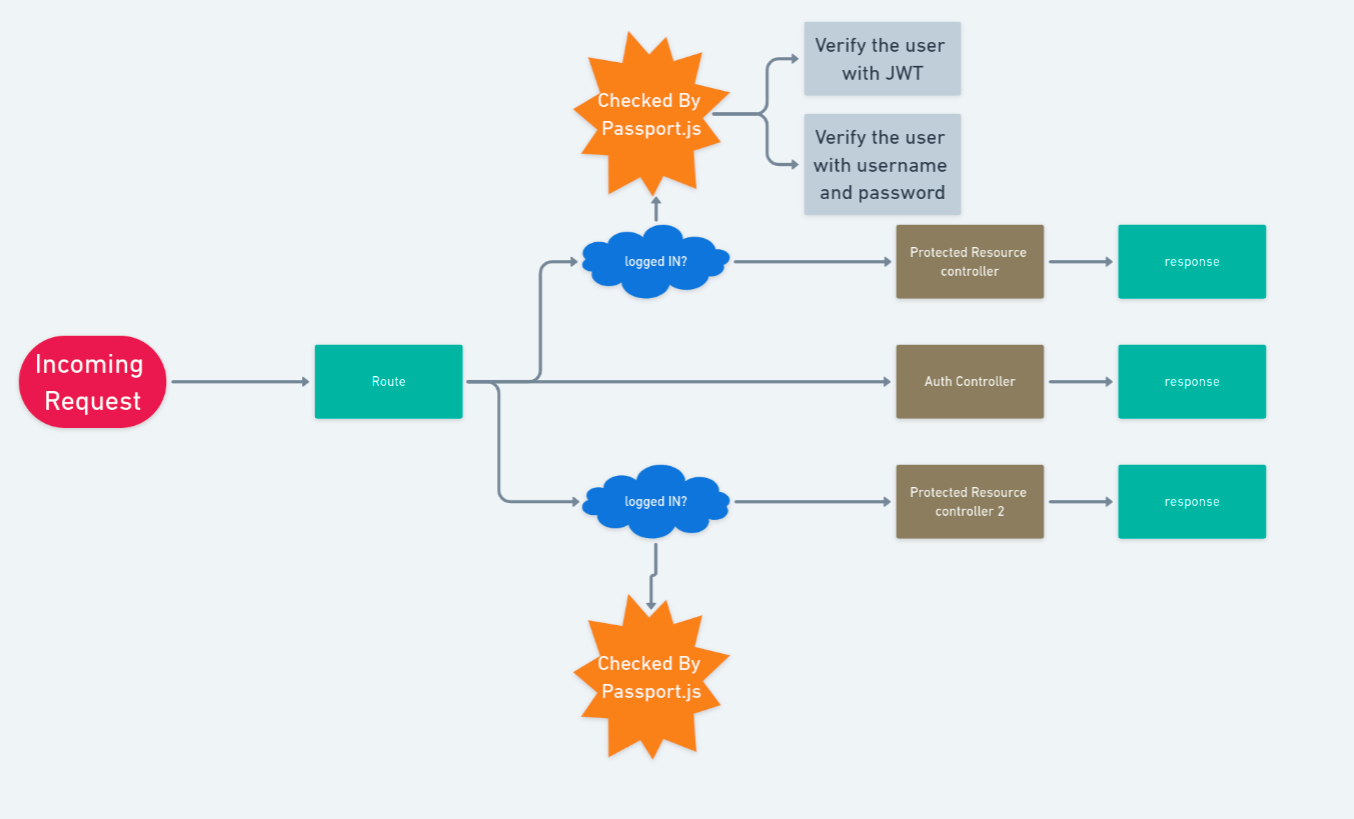 Checked By
Passport.js
Verify the user
with JWT
Verify the user
with username
and password
logged IN?
Protected Resource
controller
response
Incoming
Request
Route
Auth Controller
response
logged IN?
Protected Resource
controller 2
response
Checked By
Passport.js